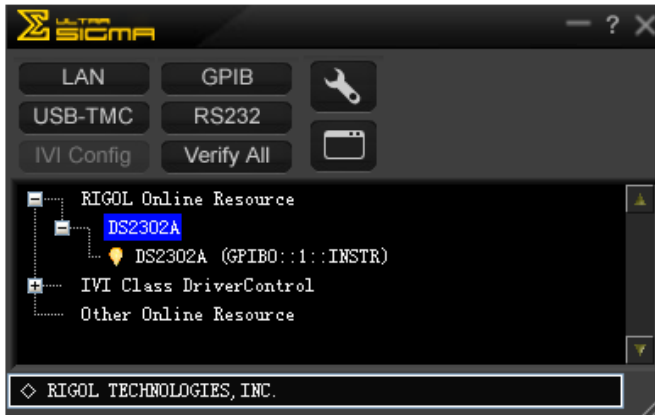 ULTRA
SIGMA
?
LAN
GPIB
USB-TMC
RS232
IVI Config
Verify All
RIGOL Online Resource
DS2302A
DS2302A (GPIB0::1::INSTR)
IVI Class DriverControl
Other Online Resource
RIGOL TECHNOLOGIES,INC.